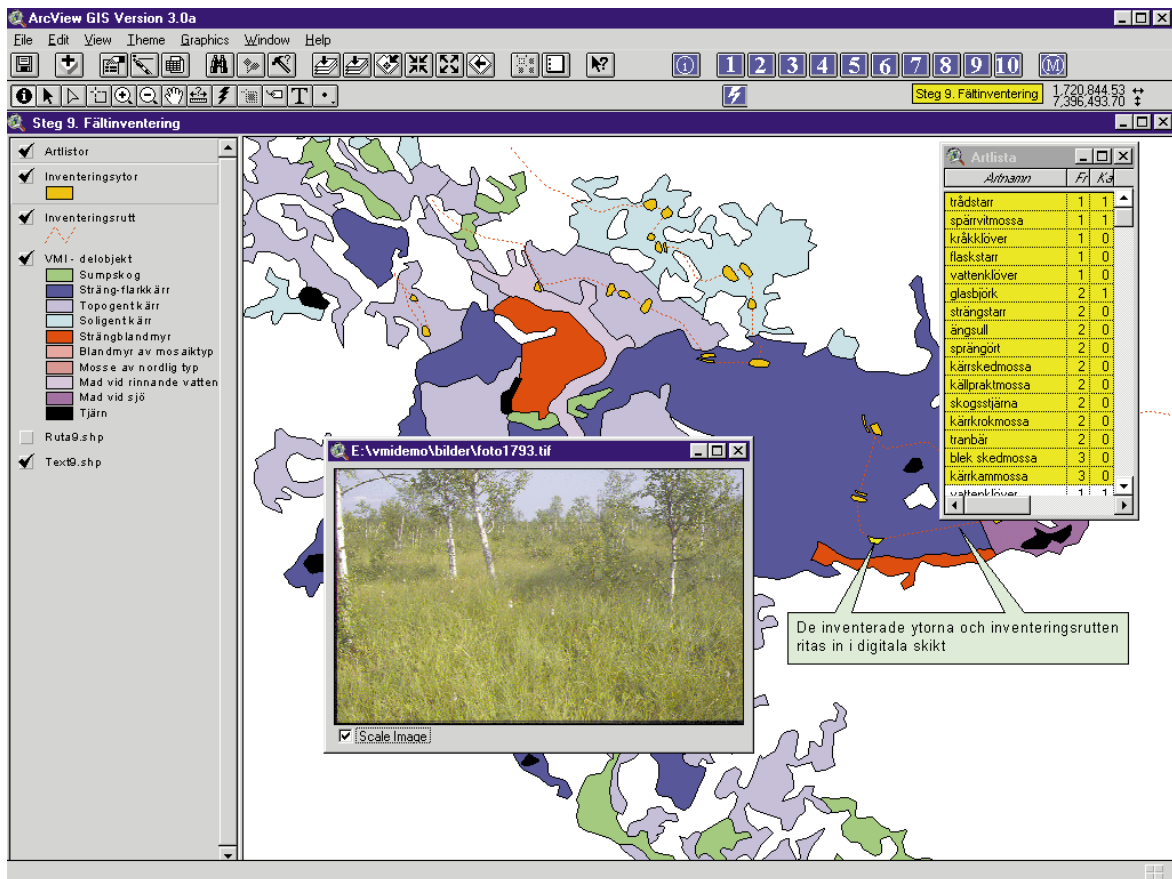 ArcView GIS Version 3.0a
File Edit View Theme Graphics Window Help
1 2 3 4 5 6 7 8 9 10 M
Steg 9. Fältinventering
1,720,844.53
7,396,493.70
Steg 9. Fältinventering
Artlistor
Inventeringsytor
Inventeringsrutt
VMI - delobjekt
Sumpskog
Sträng-flarkkärr
Topogentkärr
Soligentkärr
Strängblandmyr
Blandmyr av mosaiktyp
Mosse av nordlig typ
Mad vid rinnande vatten
Mad vid sjö
Tjärn
Ruta9.shp
Text9.shp
Artlista
Artnamn Fr Ka
trådstarr 1 1
spärrvitmossa 1 1
kråkklöver 1 0
flaskstarr 1 0
vattenklöver 1 0
glasbjörk 2 1
strängstarr 2 0
ängsull 2 0
sprängört 2 0
kärrskedmossa 2 0
källpraktmossa 2 0
skogsstjärna 2 0
kärrkrokmossa 2 0
tranbär 2 0
blek skedmossa 3 0
kärrkammossa 3 0
vattenklöver 1 1
E:\vmidemo\bilder\foto1793.tif
Scale Image
De inventerade ytorna och inventeringsrutten
ritas in i digitala skikt